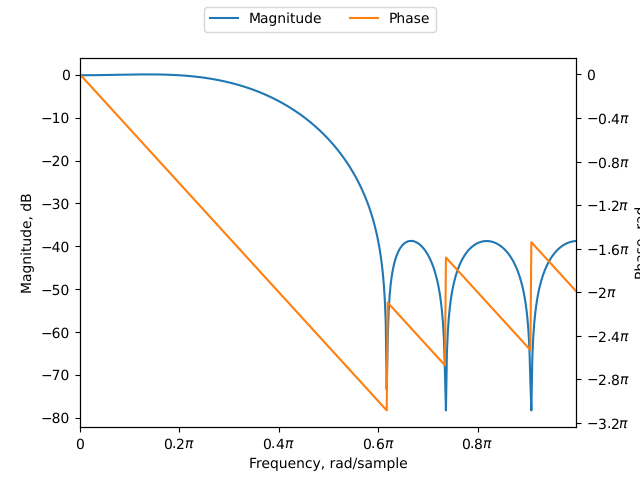 Magnitude Phase
0
−10
−20
−30
−40
−50
−60
−70
−80
Magnitude, dB
0
−0.4π
−0.8π
−1.2π
−1.6π
−2π
−2.4π
−2.8π
−3.2π
Phase, rad
0 0.2π 0.4π 0.6π 0.8π
Frequency, rad/sample